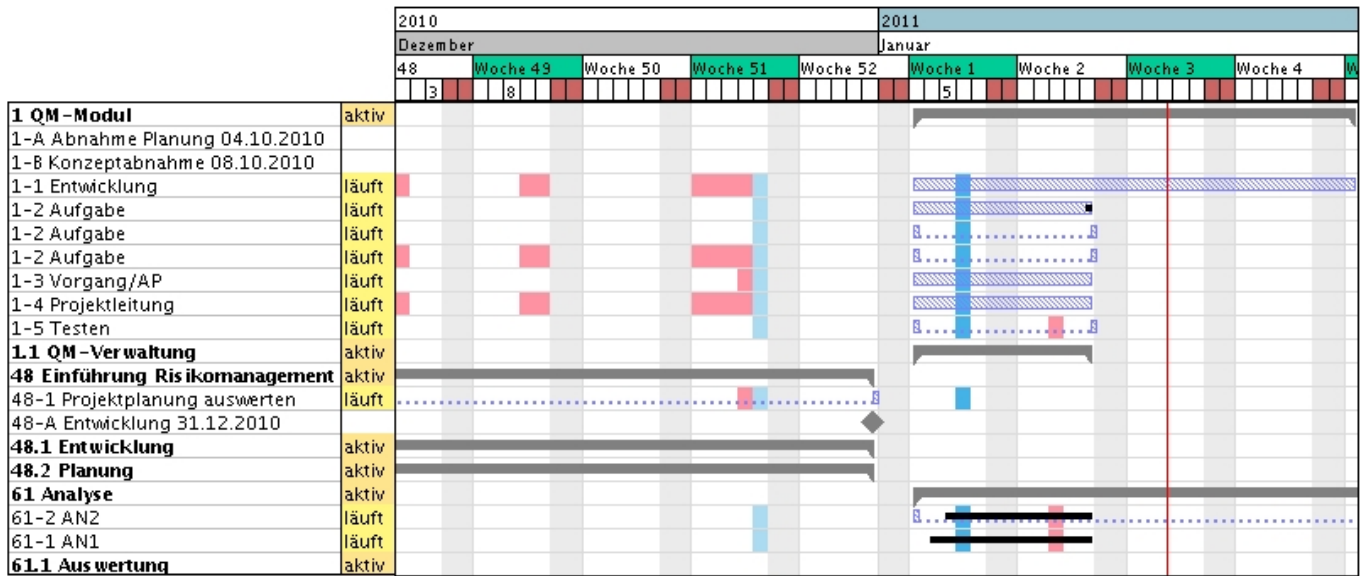 2010 2011
Dezember Januar
48 Woche 49 Woche 50 Woche 51 Woche 52 Woche 1 Woche 2 Woche 3 Woche 4 W
3 8 5
1 QM-Modul aktiv
1-A Abnahme Planung 04.10.2010
1-B Konzeptabnahme 08.10.2010
1-1 Entwicklung läuft
1-2 Aufgabe läuft
1-2 Aufgabe läuft
1-2 Aufgabe läuft
1-3 Vorgang/AP läuft
1-4 Projektleitung läuft
1-5 Testen läuft
1.1 QM-Verwaltung aktiv
48 Einführung Risikomanagement aktiv
48-1 Projektplanung auswerten läuft
48-A Entwicklung 31.12.2010
48.1 Entwicklung aktiv
48.2 Planung aktiv
61 Analyse aktiv
61-2 AN2 läuft
61-1 AN1 läuft
61.1 Auswertung aktiv